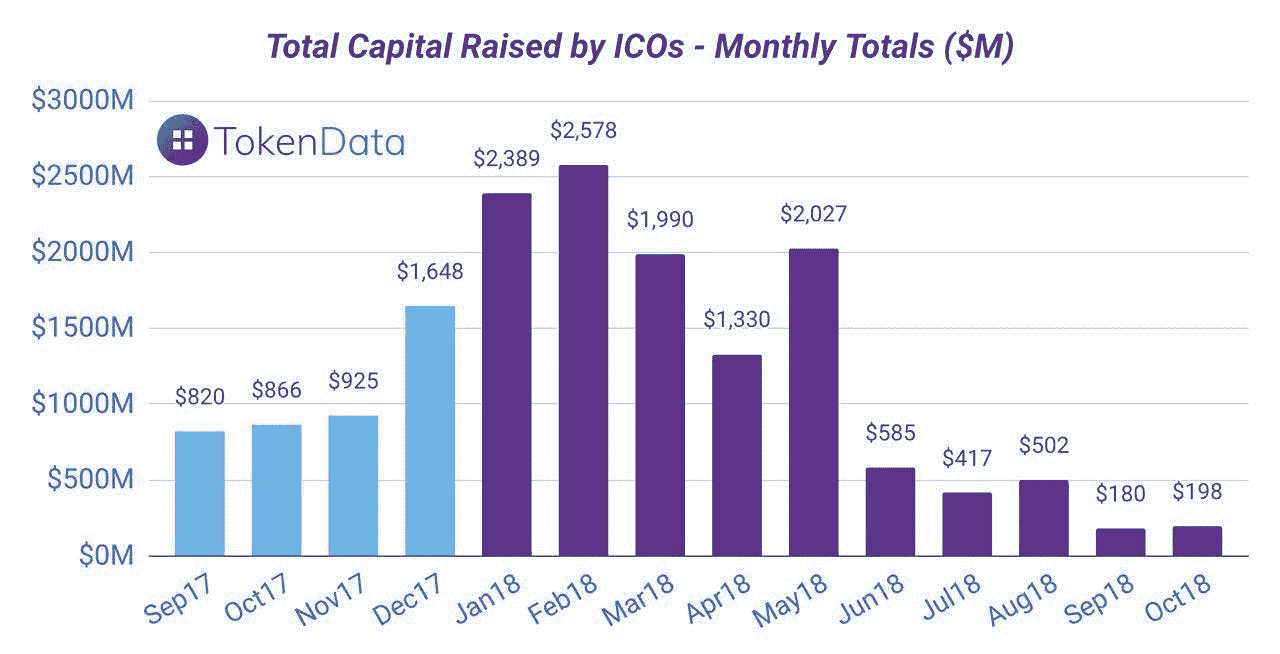 Total Capital Raised by ICOs - Monthly Totals ($M)
$3000M
$2500M
$2000M
$1500M
$1000M
$500M
$0M
TokenData
$820
$866
$925
$1,648
$2,389
$2,578
$1,990
$1,330
$2,027
$585
$417
$502
$180
$198
Sep17
Oct17
Nov17
Dec17
Jan18
Feb18
Mar18
Apr18
May18
Jun18
Jul18
Aug18
Sep18
Oct18